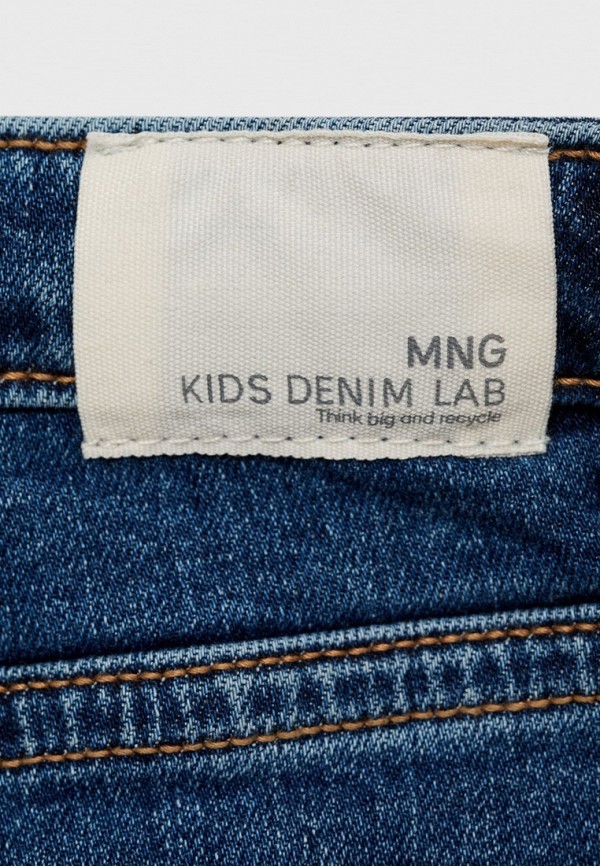 MNG
KIDS DENIM LAB
Think big and recycle